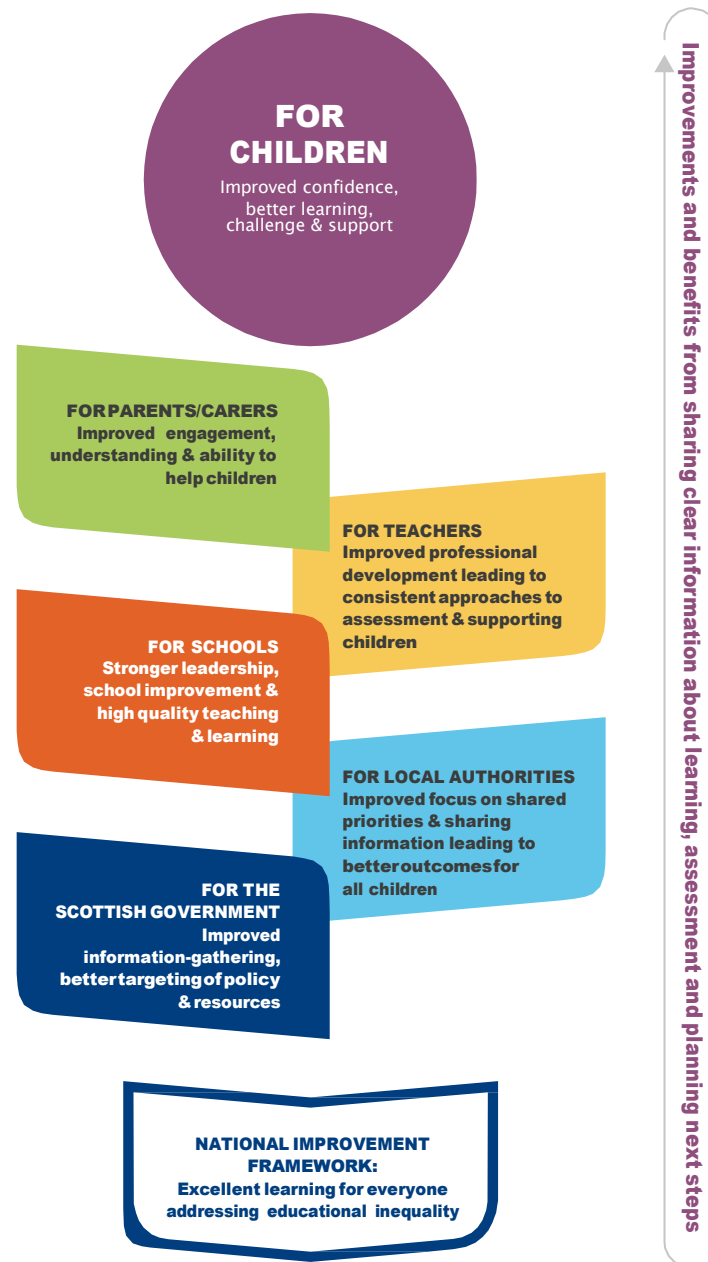 FOR
CHILDREN
Improved confidence,
better learning,
challenge & support
FOR PARENTS/CARERS
Improved engagement,
understanding & ability to
help children
FOR TEACHERS
Improved professional
development leading to
consistent approaches to
assessment & supporting
children
FOR SCHOOLS
Stronger leadership,
school improvement &
high quality teaching
& learning
FOR LOCAL AUTHORITIES
Improved focus on shared
priorities & sharing
information leading to
better outcomes for
all children
FOR THE
SCOTTISH GOVERNMENT
Improved
information-gathering,
better targeting of policy
& resources
NATIONAL IMPROVEMENT
FRAMEWORK:
Excellent learning for everyone
addressing educational inequality
Improvements and benefits from sharing clear information about learning, assessment and planning next steps